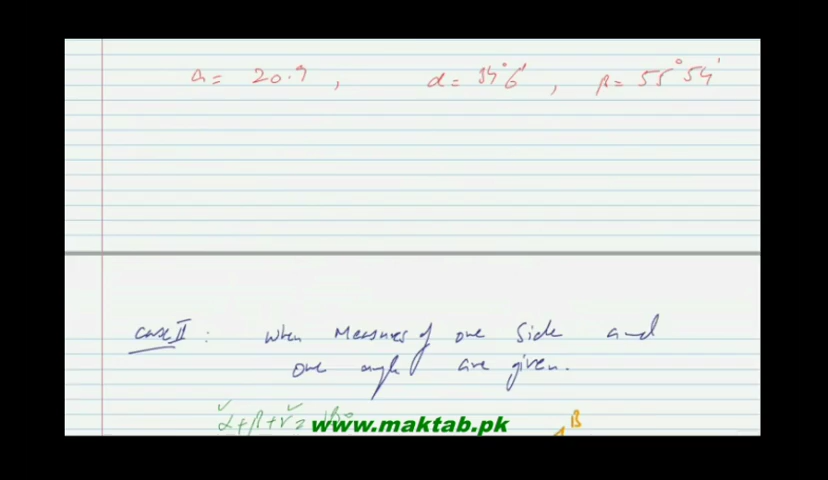 a = 20.9 , α = 34°6' , β = 55°54'
Case II : When Measures of one Side and
one angle are given.
α + β + γ = 180°
B
www.maktab.pk